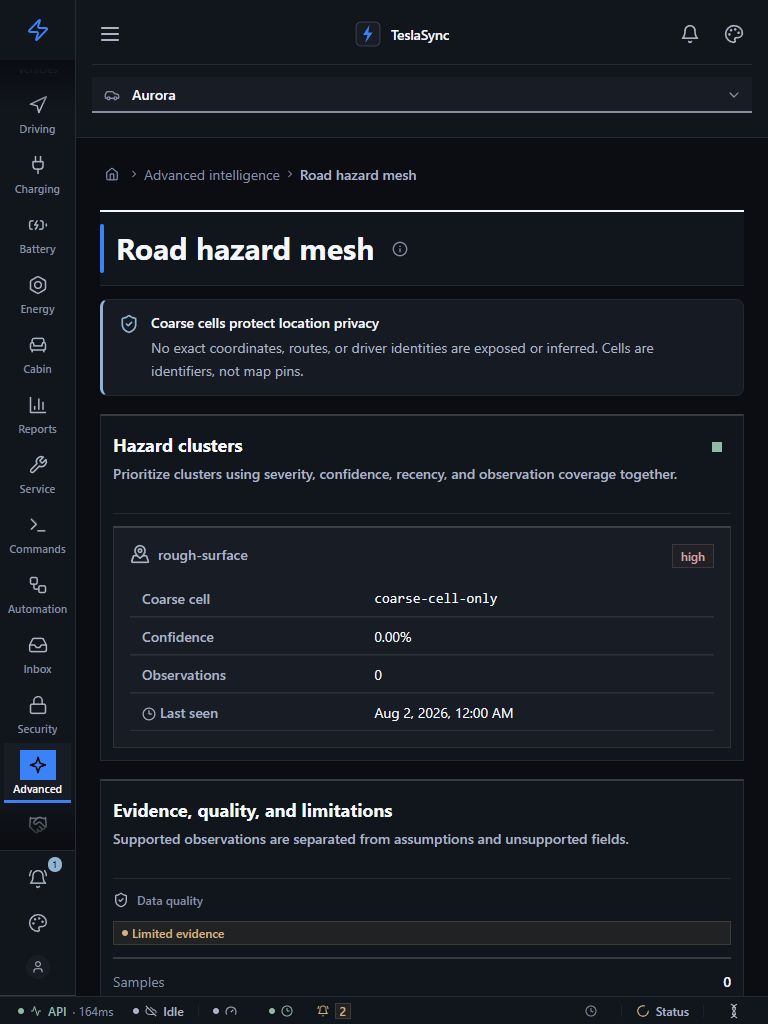 TeslaSync
Aurora
Driving
Charging
Battery
Energy
Cabin
Reports
Service
Commands
Automation
Inbox
Security
Advanced
1
Advanced intelligence
Road hazard mesh
Road hazard mesh
Coarse cells protect location privacy
No exact coordinates, routes, or driver identities are exposed or inferred. Cells are
identifiers, not map pins.
Hazard clusters
Prioritize clusters using severity, confidence, recency, and observation coverage together.
rough-surface
high
Coarse cell
coarse-cell-only
Confidence
0.00%
Observations
0
Last seen
Aug 2, 2026, 12:00 AM
Evidence, quality, and limitations
Supported observations are separated from assumptions and unsupported fields.
Data quality
Limited evidence
Samples
0
API · 164ms
Idle
2
Status